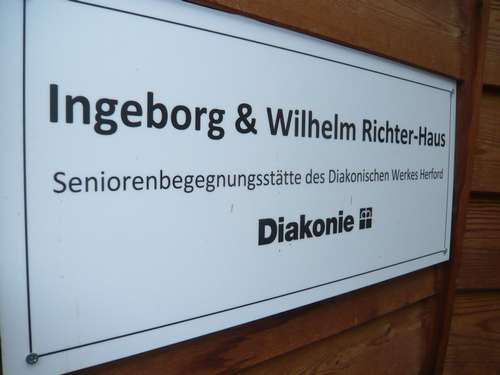 Ingeborg & Wilhelm Richter-Haus
Seniorenbegegnungsstätte des Diakonischen Werkes Herford
Diakonie